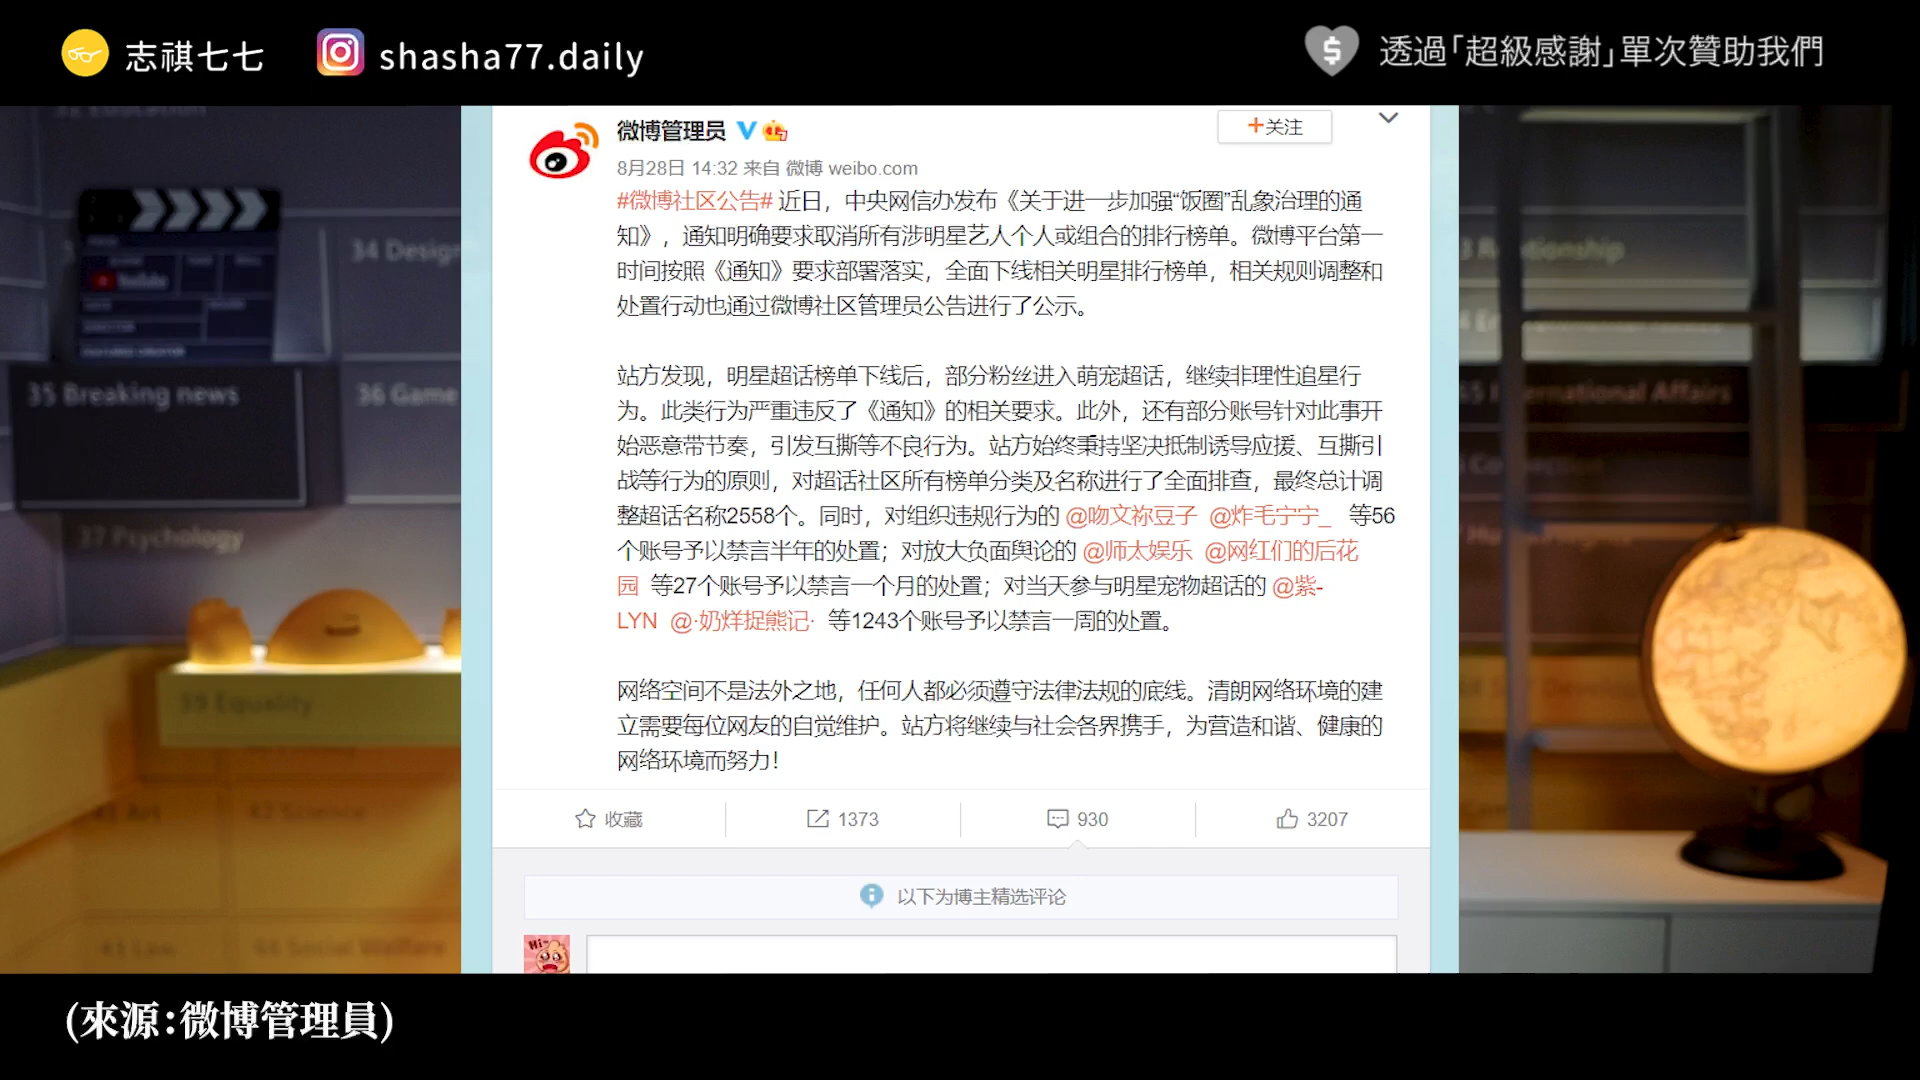 志祺七七
shasha77.daily
透過「超級感謝」單次贊助我們
微博管理员
+关注
8月28日 14:32 来自 微博 weibo.com
#微博社区公告# 近日，中央网信办发布《关于进一步加强“饭圈”乱象治理的通
知》，通知明确要求取消所有涉明星艺人个人或组合的排行榜单。微博平台第一
时间按照《通知》要求部署落实，全面下线相关明星排行榜单，相关规则调整和
处置行动也通过微博社区管理员公告进行了公示。
站方发现，明星超话榜单下线后，部分粉丝进入萌宠超话，继续非理性追星行
为。此类行为严重违反了《通知》的相关要求。此外，还有部分账号针对此事开
始恶意带节奏，引发互撕等不良行为。站方始终秉持坚决抵制诱导应援、互撕引
战等行为的原则，对超话社区所有榜单分类及名称进行了全面排查，最终总计调
整超话名称2558个。同时，对组织违规行为的 @吻文祢豆子 @炸毛宁宁_ 等56
个账号予以禁言半年的处置；对放大负面舆论的 @师太娱乐 @网红们的后花
园 等27个账号予以禁言一个月的处置；对当天参与明星宠物超话的 @紫-
LYN @·奶烊捉熊记· 等1243个账号予以禁言一周的处置。
网络空间不是法外之地，任何人都必须遵守法律法规的底线。清朗网络环境的建
立需要每位网友的自觉维护。站方将继续与社会各界携手，为营造和谐、健康的
网络环境而努力！
收藏
1373
930
3207
以下为博主精选评论
Hi~
34 Design
35 Breaking news
36 Game
37 Psychology
39 Equality
41 Art
42 Science
43 Law
44 Social Welfare
(來源:微博管理員)